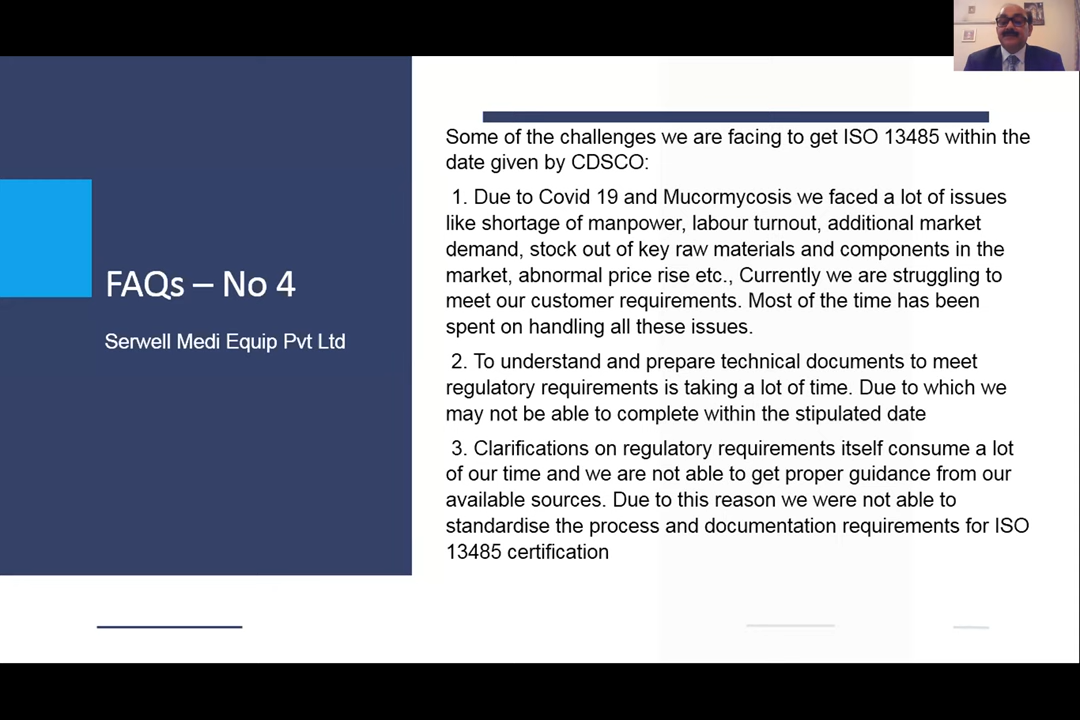 FAQs – No 4
Serwell Medi Equip Pvt Ltd
Some of the challenges we are facing to get ISO 13485 within the
date given by CDSCO:
1. Due to Covid 19 and Mucormycosis we faced a lot of issues
like shortage of manpower, labour turnout, additional market
demand, stock out of key raw materials and components in the
market, abnormal price rise etc., Currently we are struggling to
meet our customer requirements. Most of the time has been
spent on handling all these issues.
2. To understand and prepare technical documents to meet
regulatory requirements is taking a lot of time. Due to which we
may not be able to complete within the stipulated date
3. Clarifications on regulatory requirements itself consume a lot
of our time and we are not able to get proper guidance from our
available sources. Due to this reason we were not able to
standardise the process and documentation requirements for ISO
13485 certification